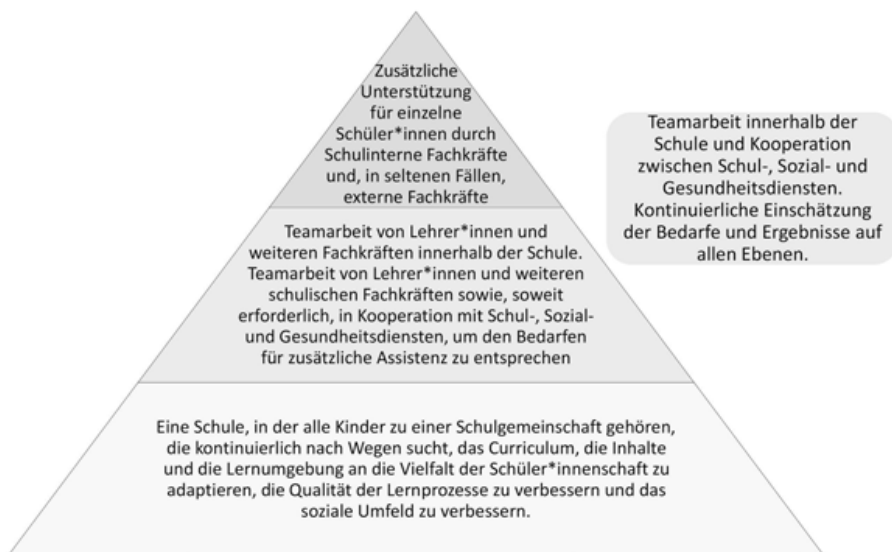 Zusätzliche
Unterstützung
für einzelne
Schüler*innen durch
Schulinterne Fachkräfte
und, in seltenen Fällen,
externe Fachkräfte
Teamarbeit innerhalb der
Schule und Kooperation
zwischen Schul-, Sozial- und
Gesundheitsdiensten.
Kontinuierliche Einschätzung
der Bedarfe und Ergebnisse auf
allen Ebenen.
Teamarbeit von Lehrer*innen und
weiteren Fachkräften innerhalb der Schule.
Teamarbeit von Lehrer*innen und weiteren
schulischen Fachkräften sowie, soweit
erforderlich, in Kooperation mit Schul-, Sozial-
und Gesundheitsdiensten, um den Bedarfen
für zusätzliche Assistenz zu entsprechen
Eine Schule, in der alle Kinder zu einer Schulgemeinschaft gehören,
die kontinuierlich nach Wegen sucht, das Curriculum, die Inhalte
und die Lernumgebung an die Vielfalt der Schüler*innenschaft zu
adaptieren, die Qualität der Lernprozesse zu verbessern und das
soziale Umfeld zu verbessern.